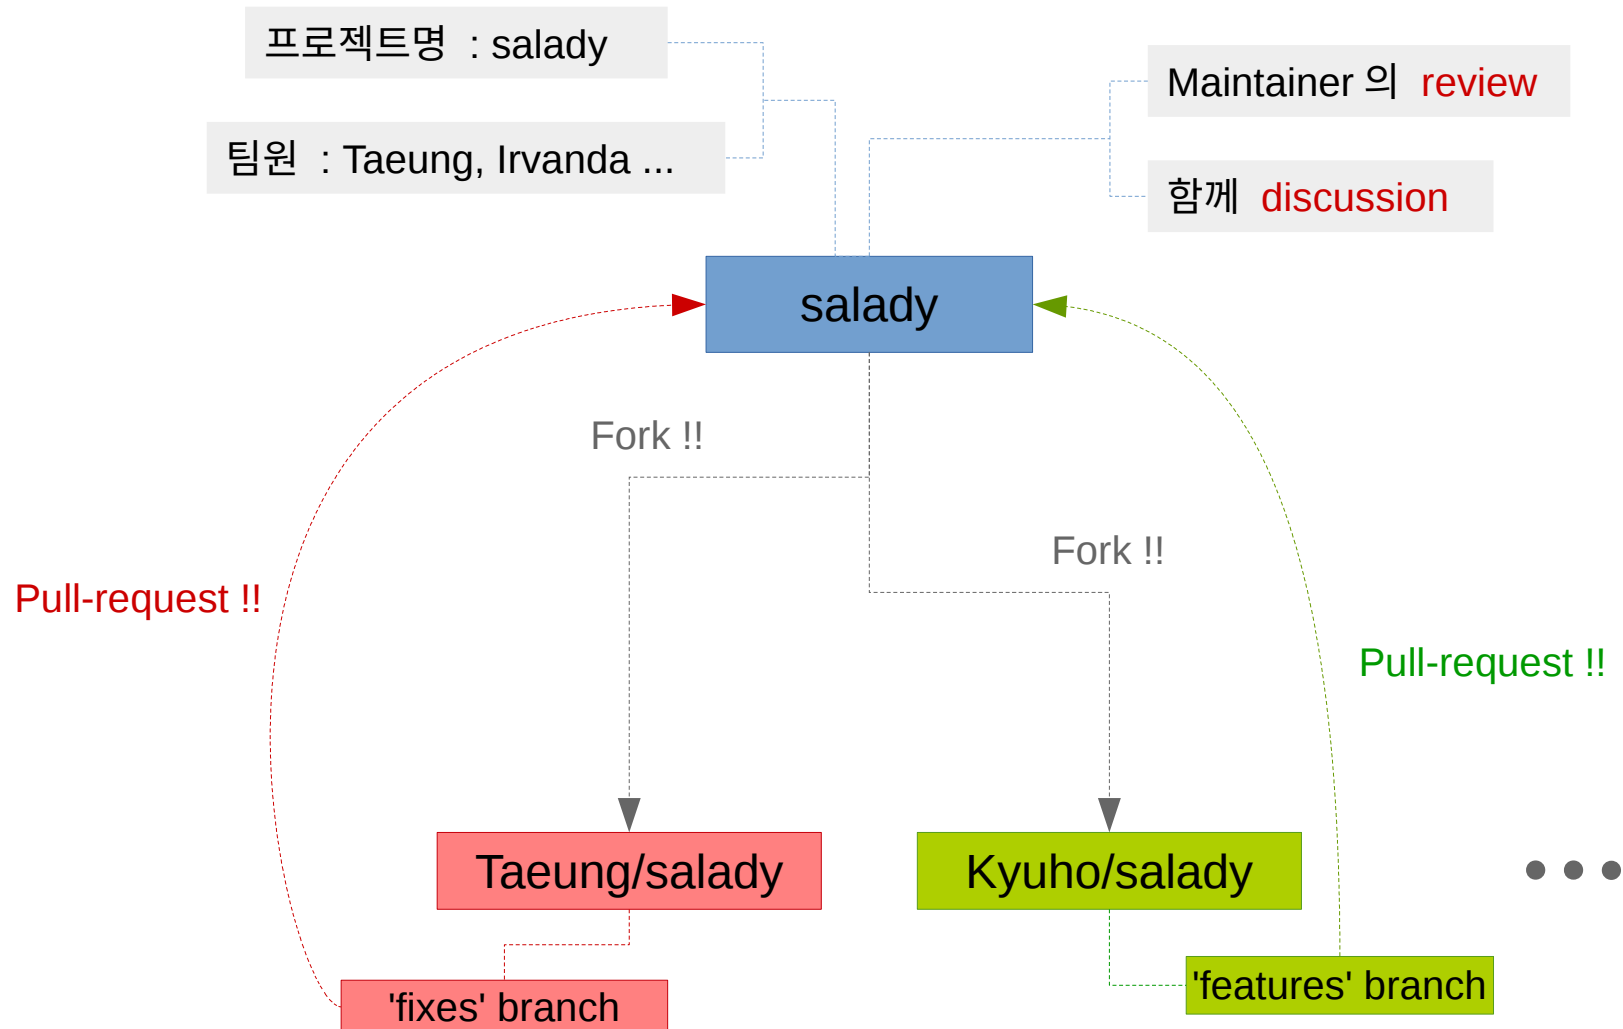 프로젝트명 : salady
팀원 : Taeung, Irvanda ...
Maintainer 의 review
함께 discussion
salady
Fork !!
Fork !!
Pull-request !!
Pull-request !!
Taeung/salady
Kyuho/salady
'features' branch
'fixes' branch